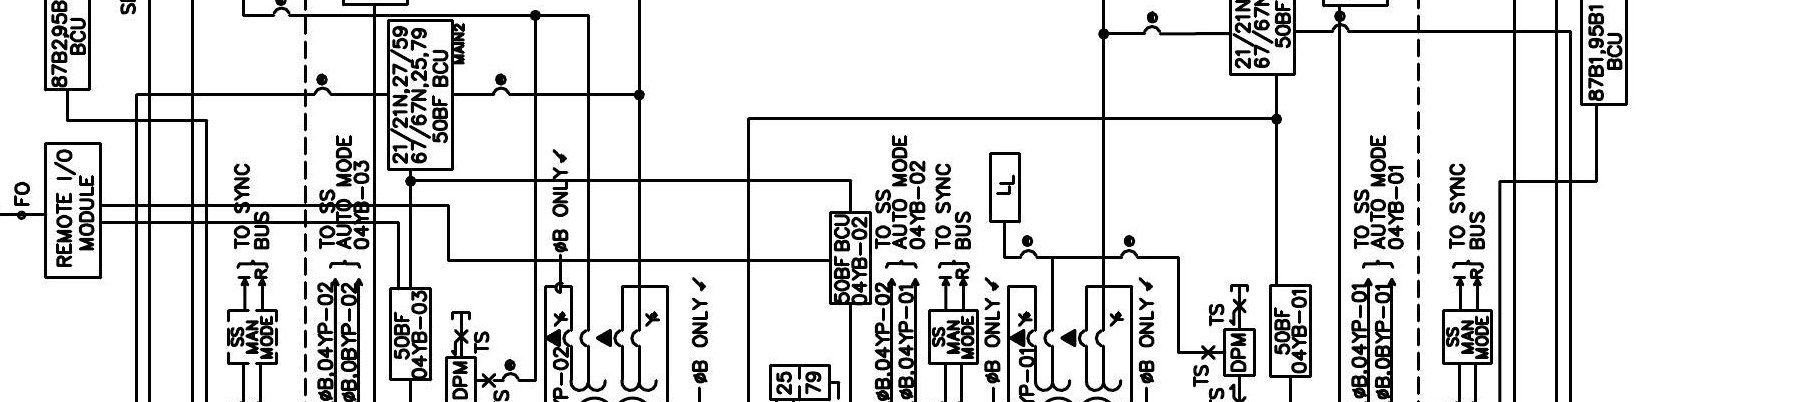 87B2,95B
BCU
21/21N,27/59
67/67N,25,79
50BF BCU
MAIN2
21/21N
67/67N
50BF
87B1,95B1
BCU
FO
REMOTE I/O
MODULE
TO SYNC
BUS
H
R
SS
MAN
MODE
TO SS
AUTO MODE
04YB-03
øB.04YP-02
øB.0BYP-02
50BF
04YB-03
DPM
TS
øB ONLY
YP-02
øB ONLY
25
79
50BF BCU
04YB-02
TO SS
AUTO MODE
04YB-02
øB.04YP-02
øB.04YP-01
TO SYNC
BUS
H
R
SS
MAN
MODE
LL
øB ONLY
YP-01
øB ONLY
TS
TS
DPM
50BF
04YB-01
TO SS
AUTO MODE
04YB-01
øB.04YP-01
øB.0BYP-01
TO SYNC
BUS
H
R
SS
MAN
MODE